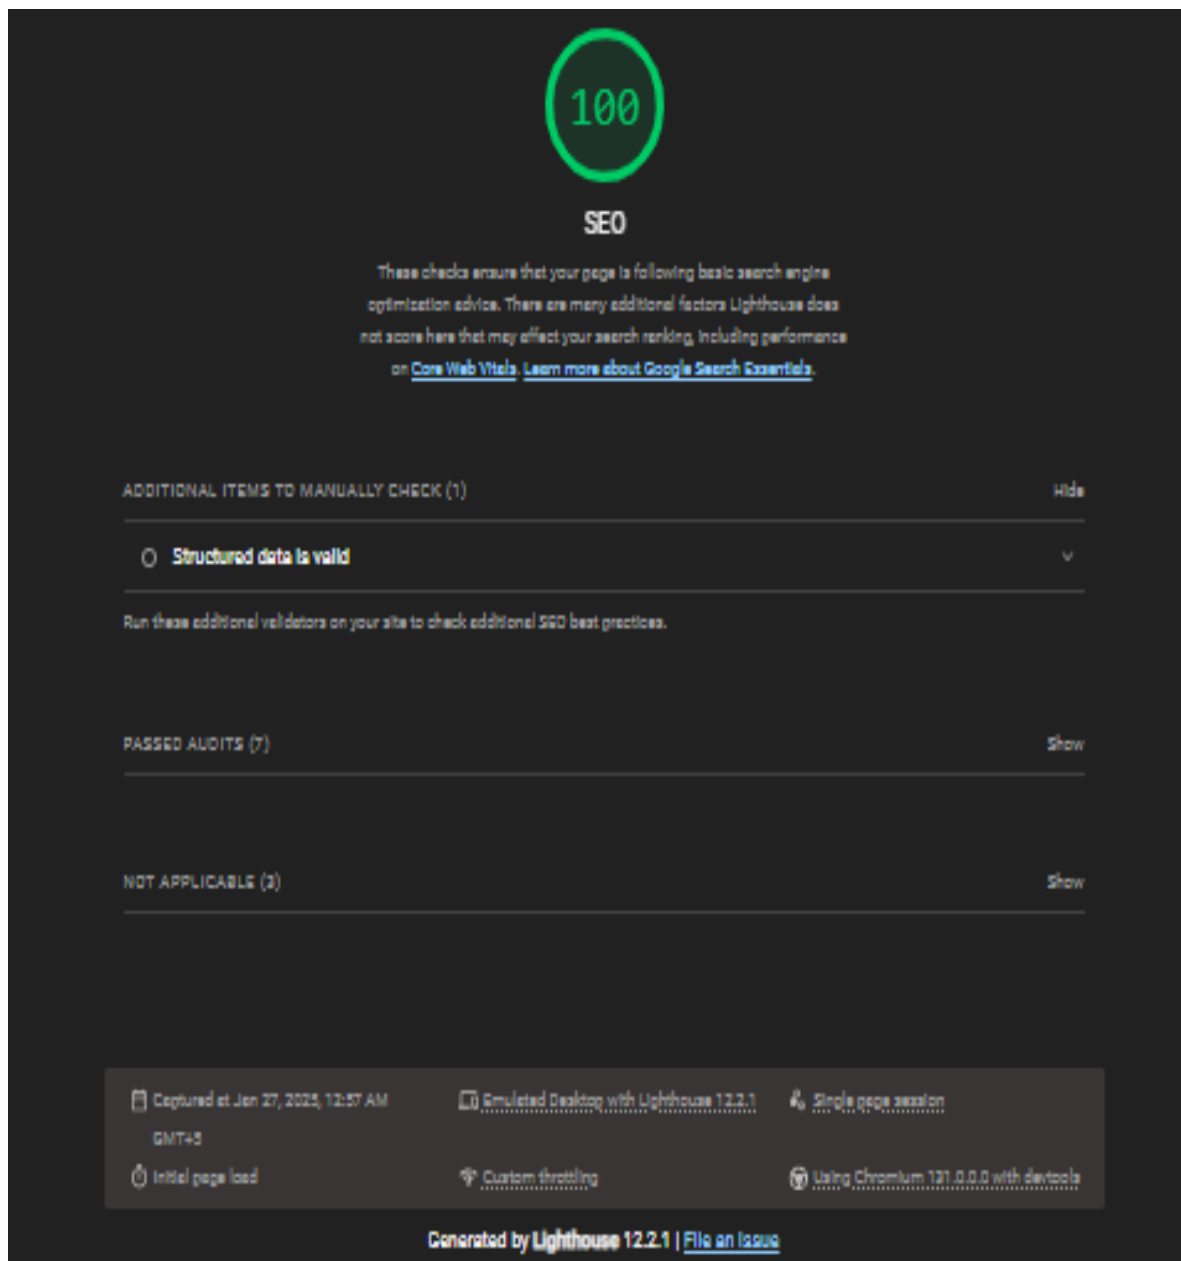 100
SEO
These checks ensure that your page is following basic search engine
optimization advice. There are many additional factors Lighthouse does
not score here that may affect your search ranking, including performance
on Core Web Vitals. Learn more about Google Search Essentials.
ADDITIONAL ITEMS TO MANUALLY CHECK (1) Hide
Structured data is valid
Run these additional validators on your site to check additional SEO best practices.
PASSED AUDITS (7) Show
NOT APPLICABLE (3) Show
Captured at Jan 27, 2025, 12:57 AM Emulated Desktop with Lighthouse 12.2.1 Single page session
GMT+5
Initial page load Custom throttling Using Chromium 131.0.0.0 with devtools
Generated by Lighthouse 12.2.1 | File an issue